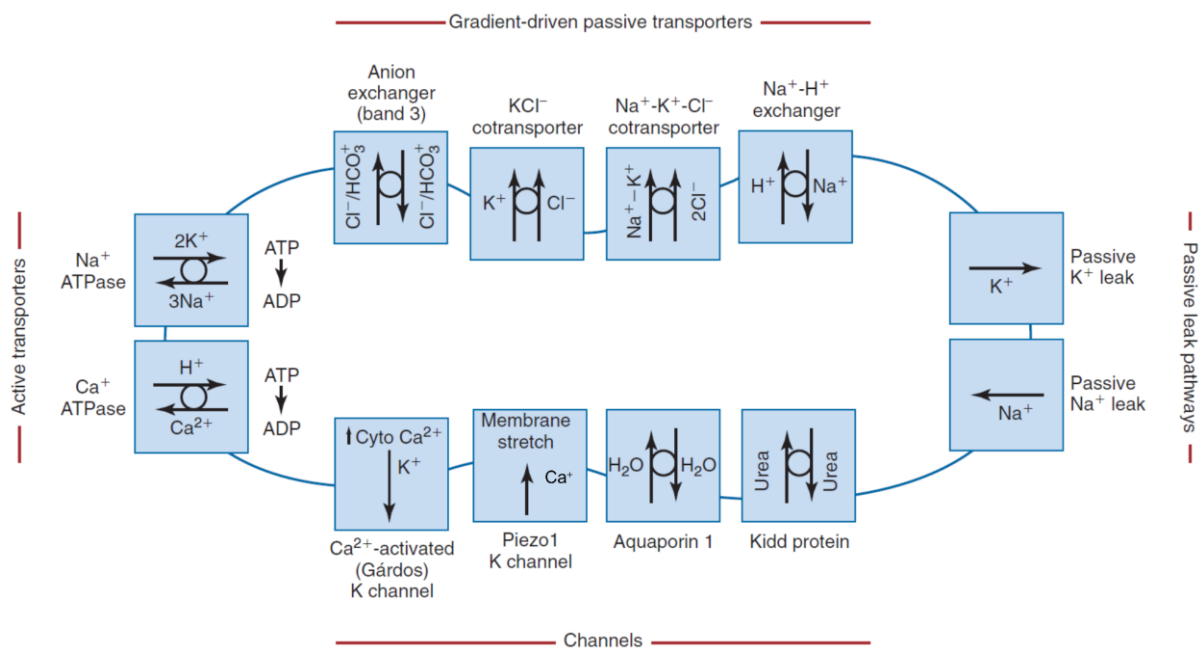 Gradient-driven passive transporters
Anion
exchanger
(band 3)
KCl⁻
cotransporter
Na⁺-K⁺-Cl⁻
cotransporter
Na⁺-H⁺
exchanger
Cl⁻/HCO₃⁺
Cl⁻/HCO₃⁺
K⁺
Cl⁻
Na⁺–K⁺
2Cl⁻
H⁺
Na⁺
Active transporters
Na⁺
ATPase
2K⁺
3Na⁺
ATP
ADP
Ca⁺
ATPase
H⁺
Ca²⁺
ATP
ADP
K⁺
Passive
K⁺ leak
Na⁺
Passive
Na⁺ leak
Passive leak pathways
↑Cyto Ca²⁺
K⁺
Ca²⁺-activated
(Gárdos)
K channel
Membrane
stretch
Ca⁺
Piezo1
K channel
H₂O
H₂O
Aquaporin 1
Urea
Urea
Kidd protein
Channels